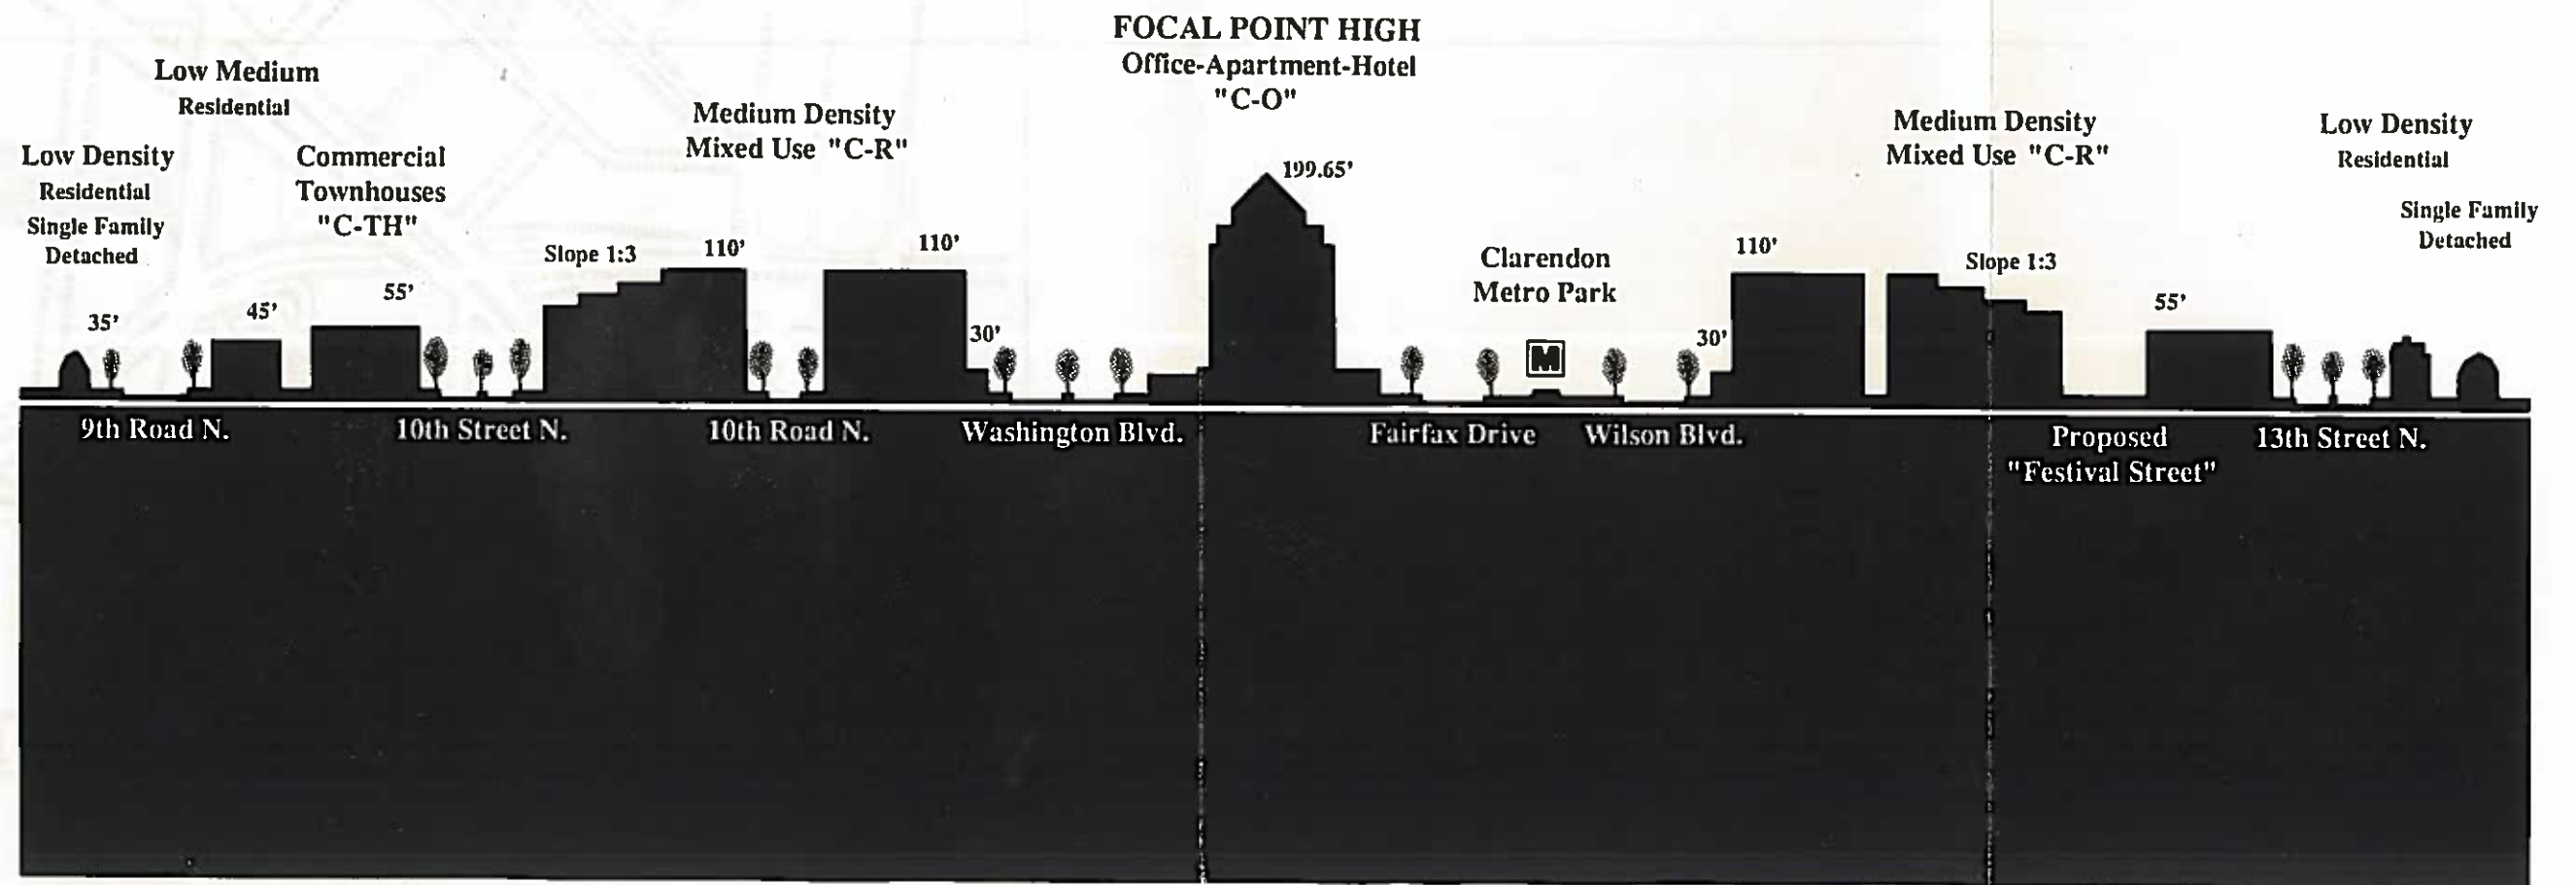 FOCAL POINT HIGH
Office-Apartment-Hotel
"C-O"
Low Medium
Residential
Medium Density
Mixed Use "C-R"
Medium Density
Mixed Use "C-R"
Low Density
Residential
Low Density
Residential
Single Family
Detached
Commercial
Townhouses
"C-TH"
199.65'
Single Family
Detached
Slope 1:3
110'
110'
Clarendon
Metro Park
110'
Slope 1:3
35'
45'
55'
30'
M
30'
55'
9th Road N.
10th Street N.
10th Road N.
Washington Blvd.
Fairfax Drive
Wilson Blvd.
Proposed
"Festival Street"
13th Street N.